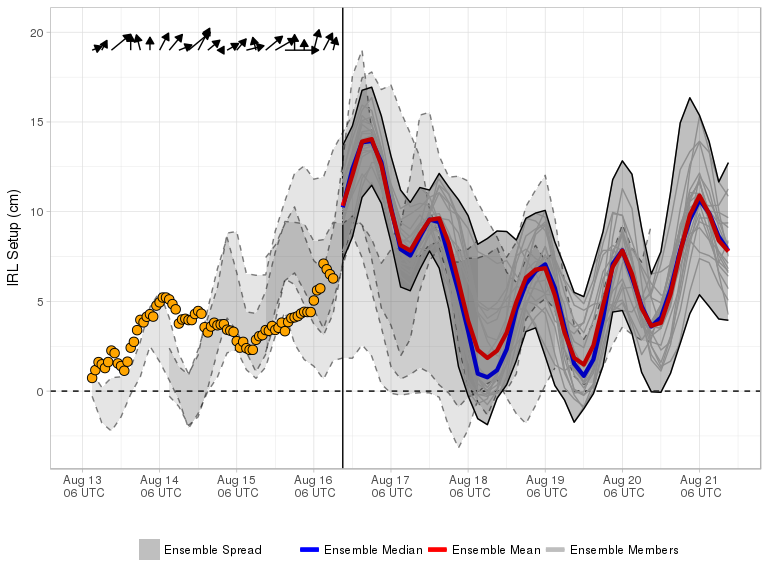 IRL Setup (cm)
20
15
10
5
0
Aug 13
06 UTC
Aug 14
06 UTC
Aug 15
06 UTC
Aug 16
06 UTC
Aug 17
06 UTC
Aug 18
06 UTC
Aug 19
06 UTC
Aug 20
06 UTC
Aug 21
06 UTC
Ensemble Spread
Ensemble Median
Ensemble Mean
Ensemble Members